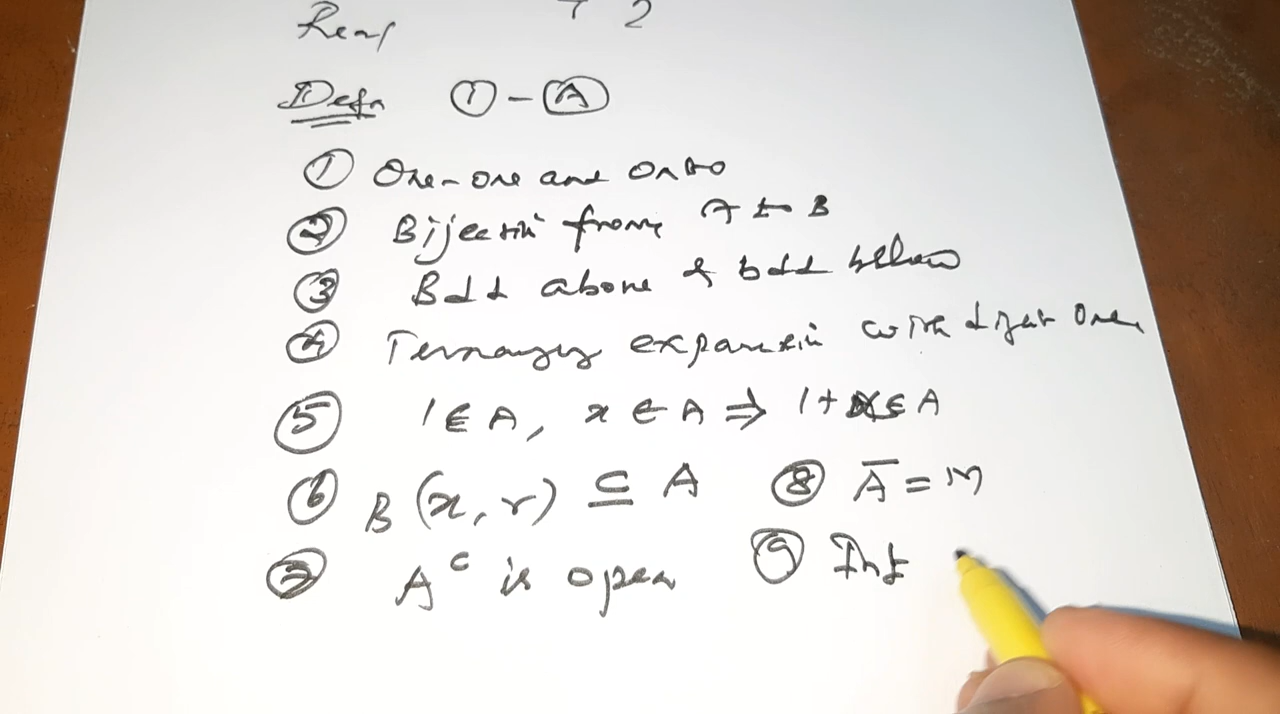 Real 7 2
Defn ① - Ⓐ
① One-one and onto
② Bijection from A to B
③ Bdd above & bdd below
④ Ternary expansion with digit one
⑤ 1 ∈ A, x ∈ A ⇒ 1 + x ∈ A
⑥ B(x, r) ⊆ A ⑧ A̅ = M
⑦ Aᶜ is open ⑨ Int